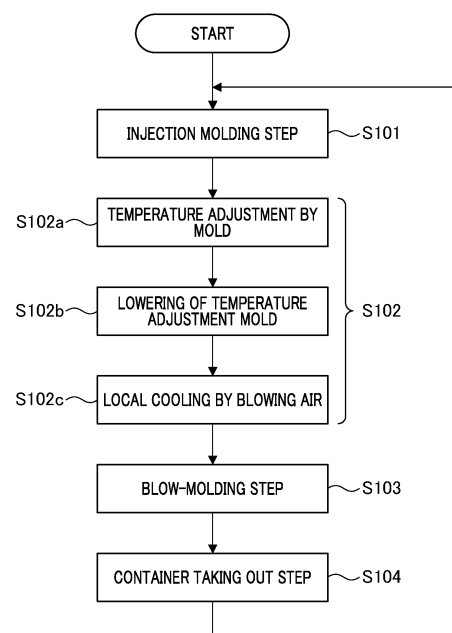 START
INJECTION MOLDING STEP
S101
S102a
TEMPERATURE ADJUSTMENT BY
MOLD
S102b
LOWERING OF TEMPERATURE
ADJUSTMENT MOLD
S102
S102c
LOCAL COOLING BY BLOWING AIR
BLOW-MOLDING STEP
S103
CONTAINER TAKING OUT STEP
S104